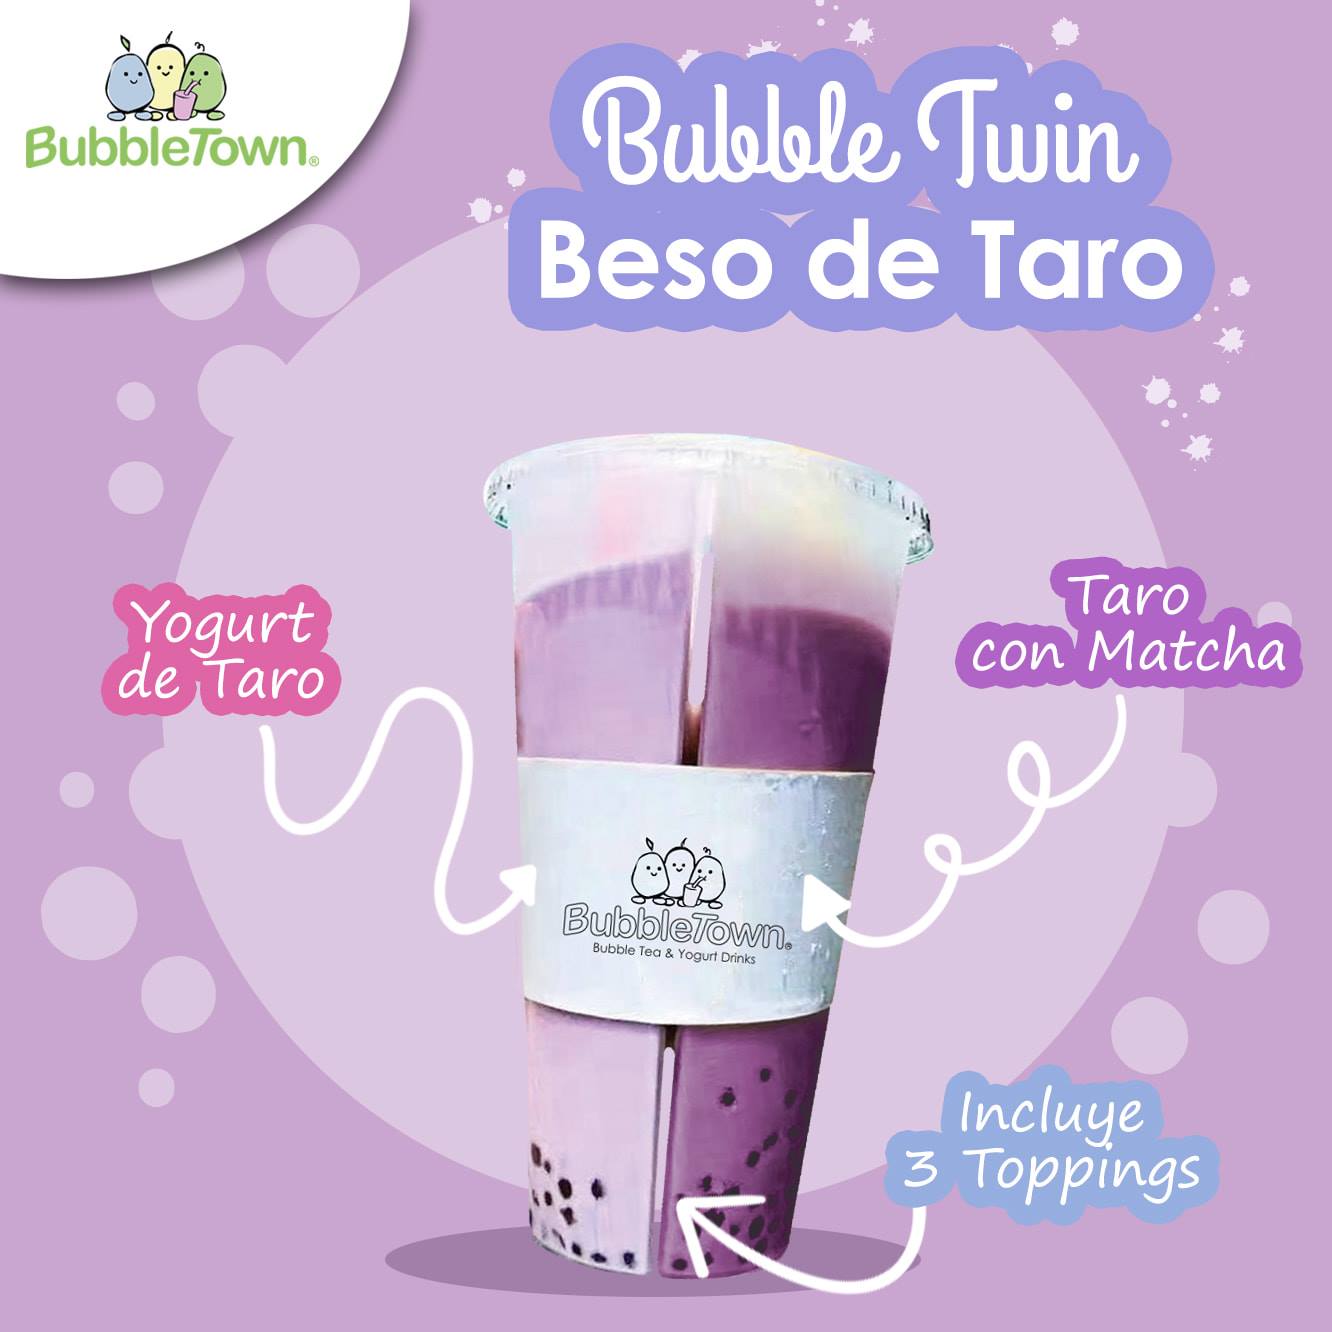 BubbleTown®
Bubble Twin
Beso de Taro
Yogurt
de Taro
Taro
con Matcha
BubbleTown®
Bubble Tea & Yogurt Drinks
Incluye
3 Toppings